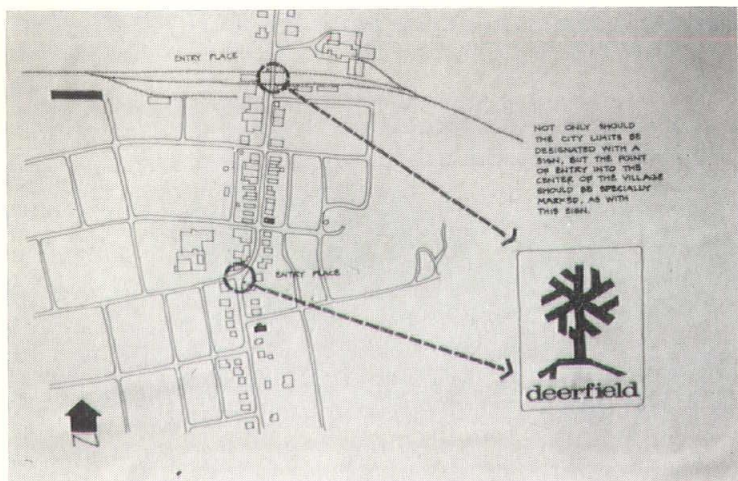 ENTRY PLACE
NOT ONLY SHOULD
THE CITY LIMITS BE
DESIGNATED WITH A
SIGN, BUT THE POINT
OF ENTRY INTO THE
CENTER OF THE VILLAGE
SHOULD BE SPECIALLY
MARKED, AS WITH
THIS SIGN.
ENTRY PLACE
deerfield
N